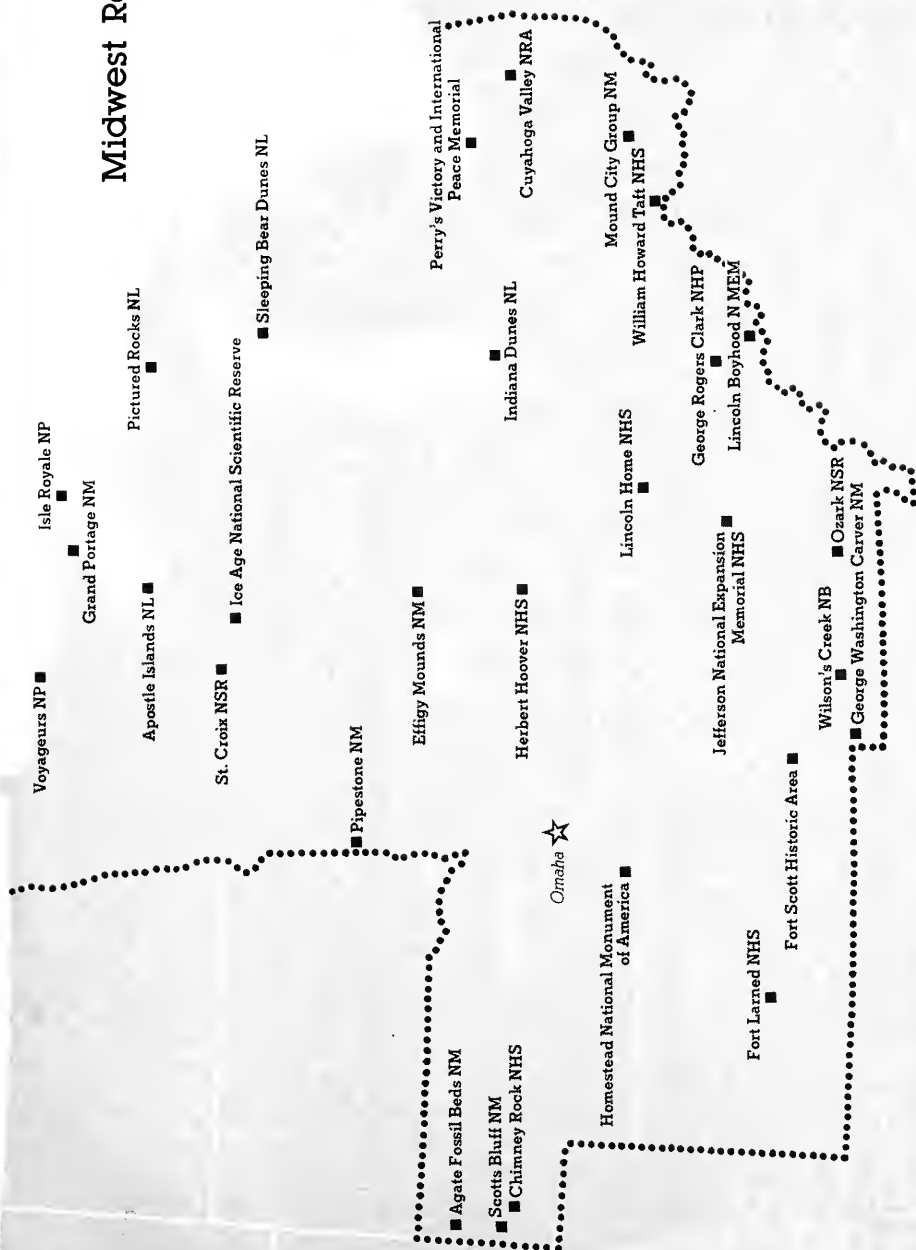 Midwest
Voyageurs NP
Isle Royale NP
Grand Portage NM
Apostle Islands NL
Pictured Rocks NL
St. Croix NSR
Ice Age National Scientific Reserve
Sleeping Bear Dunes NL
Pipestone NM
Effigy Mounds NM
Perry's Victory and International
Peace Memorial
Cuyahoga Valley NRA
Indiana Dunes NL
Herbert Hoover NHS
Agate Fossil Beds NM
Scotts Bluff NM
Chimney Rock NHS
Omaha
Mound City Group NM
William Howard Taft NHS
Lincoln Home NHS
Homestead National Monument
of America
George Rogers Clark NHP
Lincoln Boyhood N MEM
Jefferson National Expansion
Memorial NHS
Fort Larned NHS
Fort Scott Historic Area
Wilson's Creek NB
Ozark NSR
George Washington Carver NM